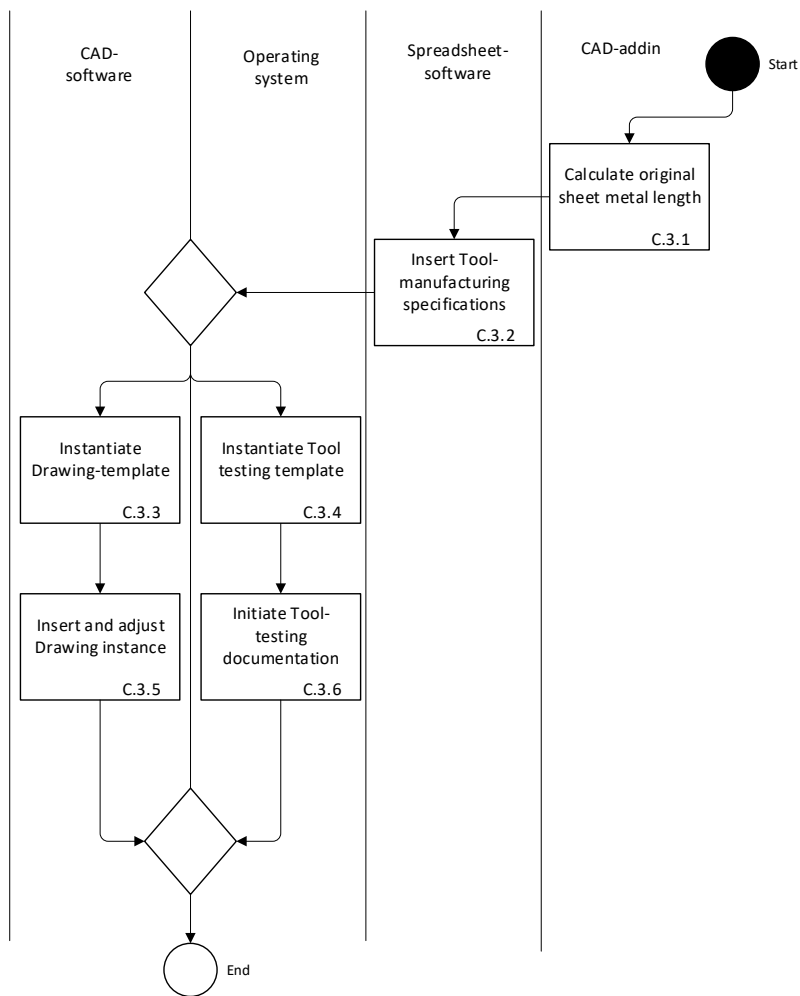 CAD-
software
Operating
system
Spreadsheet-
software
CAD-addin
Start
Calculate original
sheet metal length
C.3.1
Insert Tool-
manufacturing
specifications
C.3.2
Instantiate
Drawing-template
C.3.3
Instantiate Tool
testing template
C.3.4
Insert and adjust
Drawing instance
C.3.5
Initiate Tool-
testing
documentation
C.3.6
End